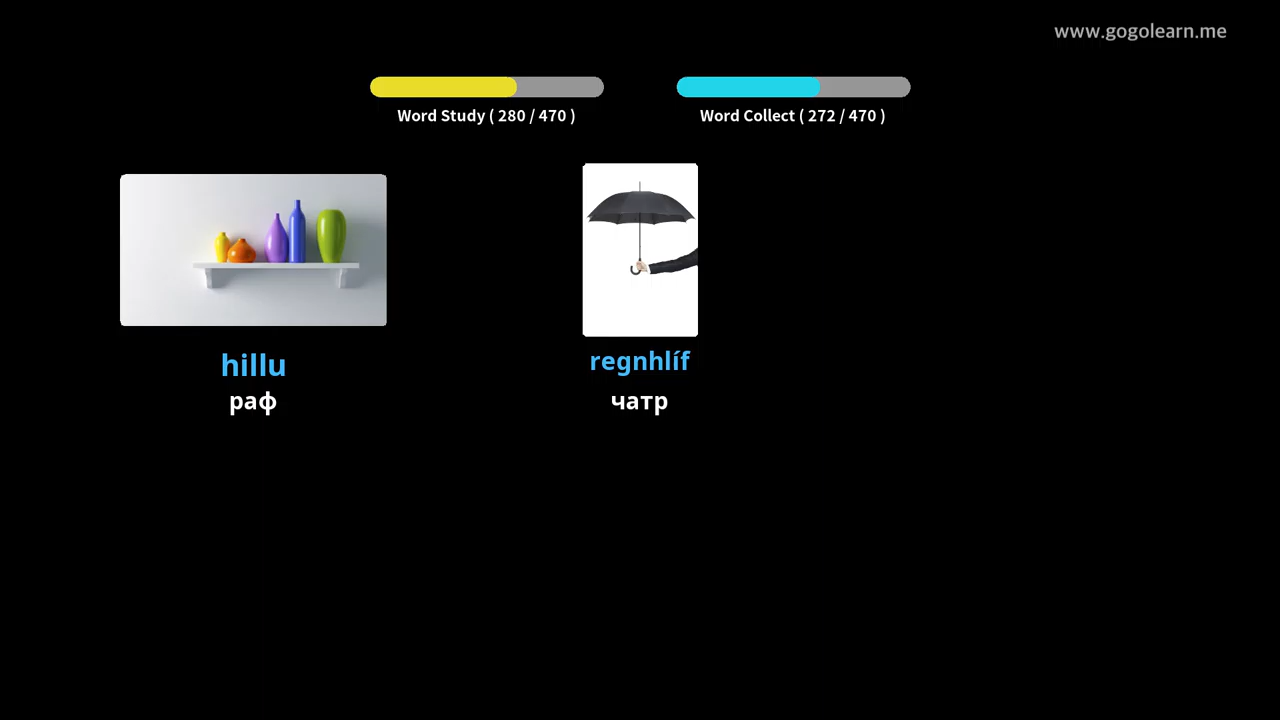 www.gogolearn.me
Word Study ( 280 / 470 )
Word Collect ( 272 / 470 )
hillu
раф
regnhlíf
чатр